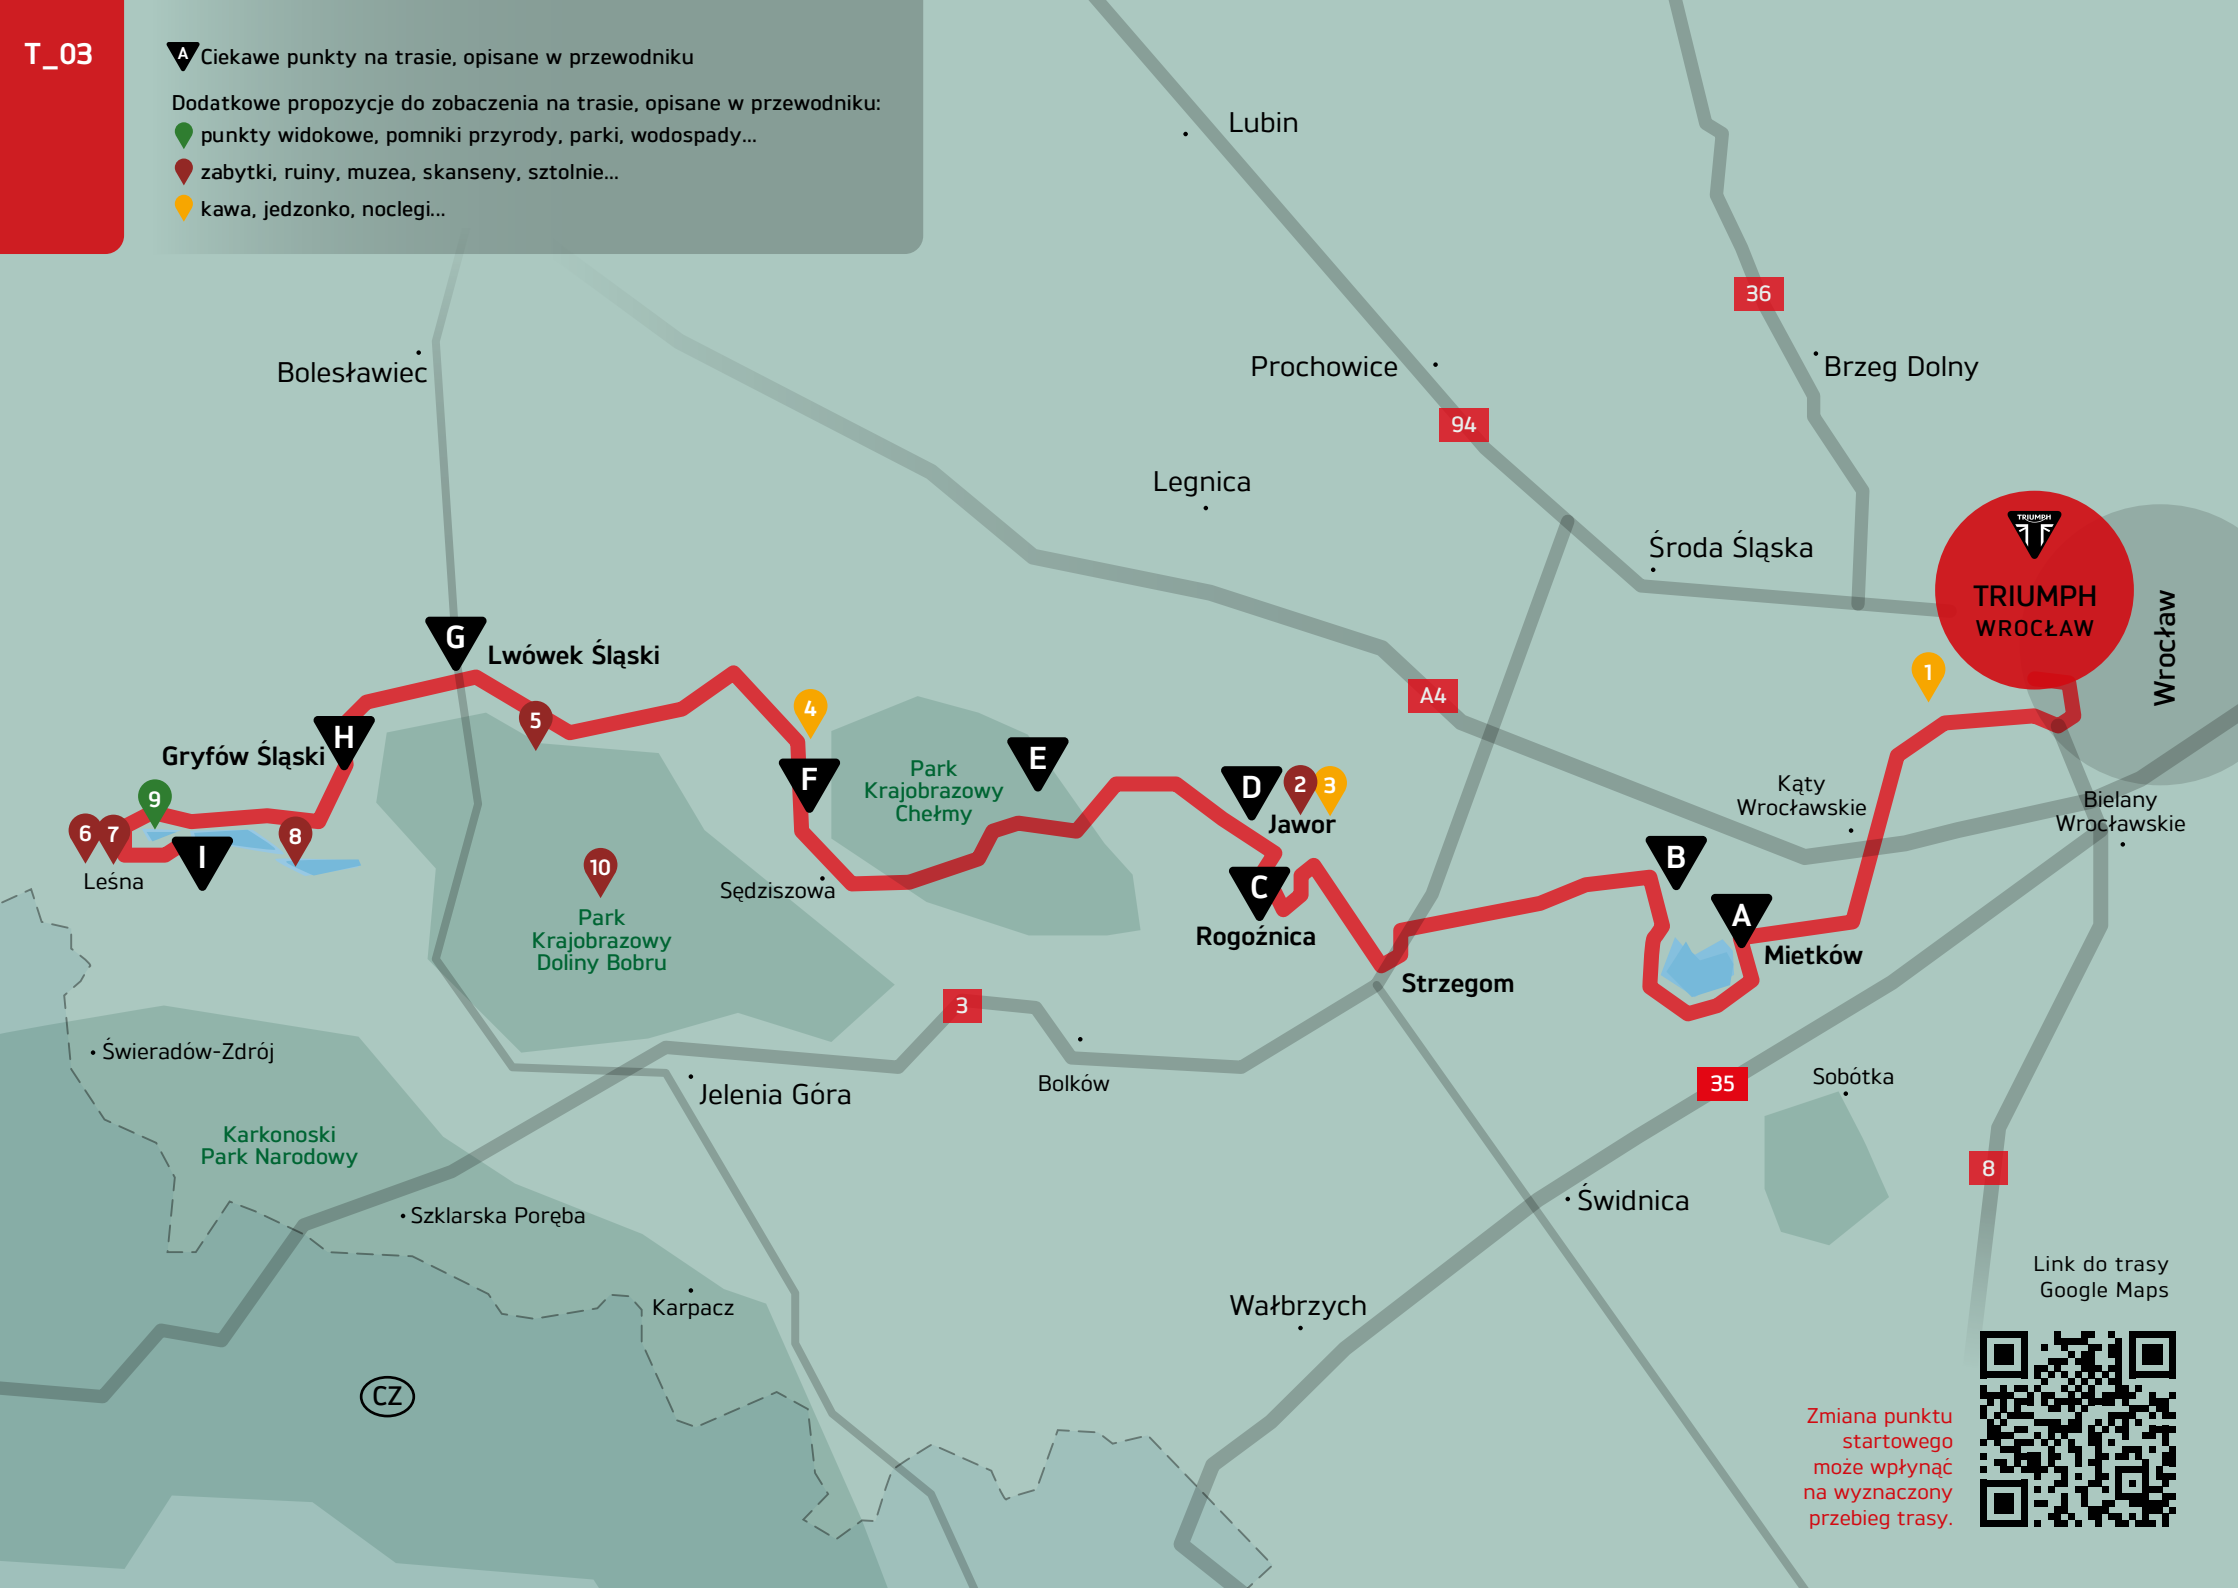 T_03
A Ciekawe punkty na trasie, opisane w przewodniku
Dodatkowe propozycje do zobaczenia na trasie, opisane w przewodniku:
punkty widokowe, pomniki przyrody, parki, wodospady...
zabytki, ruiny, muzea, skanseny, sztolnie...
kawa, jedzonko, noclegi...
Lubin
36
Bolesławiec
Prochowice
Brzeg Dolny
94
Legnica
Środa Śląska
TRIUMPH
TRIUMPH
WROCŁAW
Wrocław
G
Lwówek Śląski
1
A4
4
5
H
Gryfów Śląski
E
F
Park
Krajobrazowy
Chełmy
D
2
3
Jawor
Kąty
Wrocławskie
Bielany
Wrocławskie
9
6
7
8
I
Leśna
10
Park
Krajobrazowy
Doliny Bobru
Sędziszowa
C
Rogoźnica
B
A
Mietków
Strzegom
3
Świeradów-Zdrój
Jelenia Góra
Bolków
35
Sobótka
Karkonoski
Park Narodowy
8
Szklarska Poręba
Świdnica
Karpacz
Wałbrzych
CZ
Link do trasy
Google Maps
Zmiana punktu
startowego
może wpłynąć
na wyznaczony
przebieg trasy.